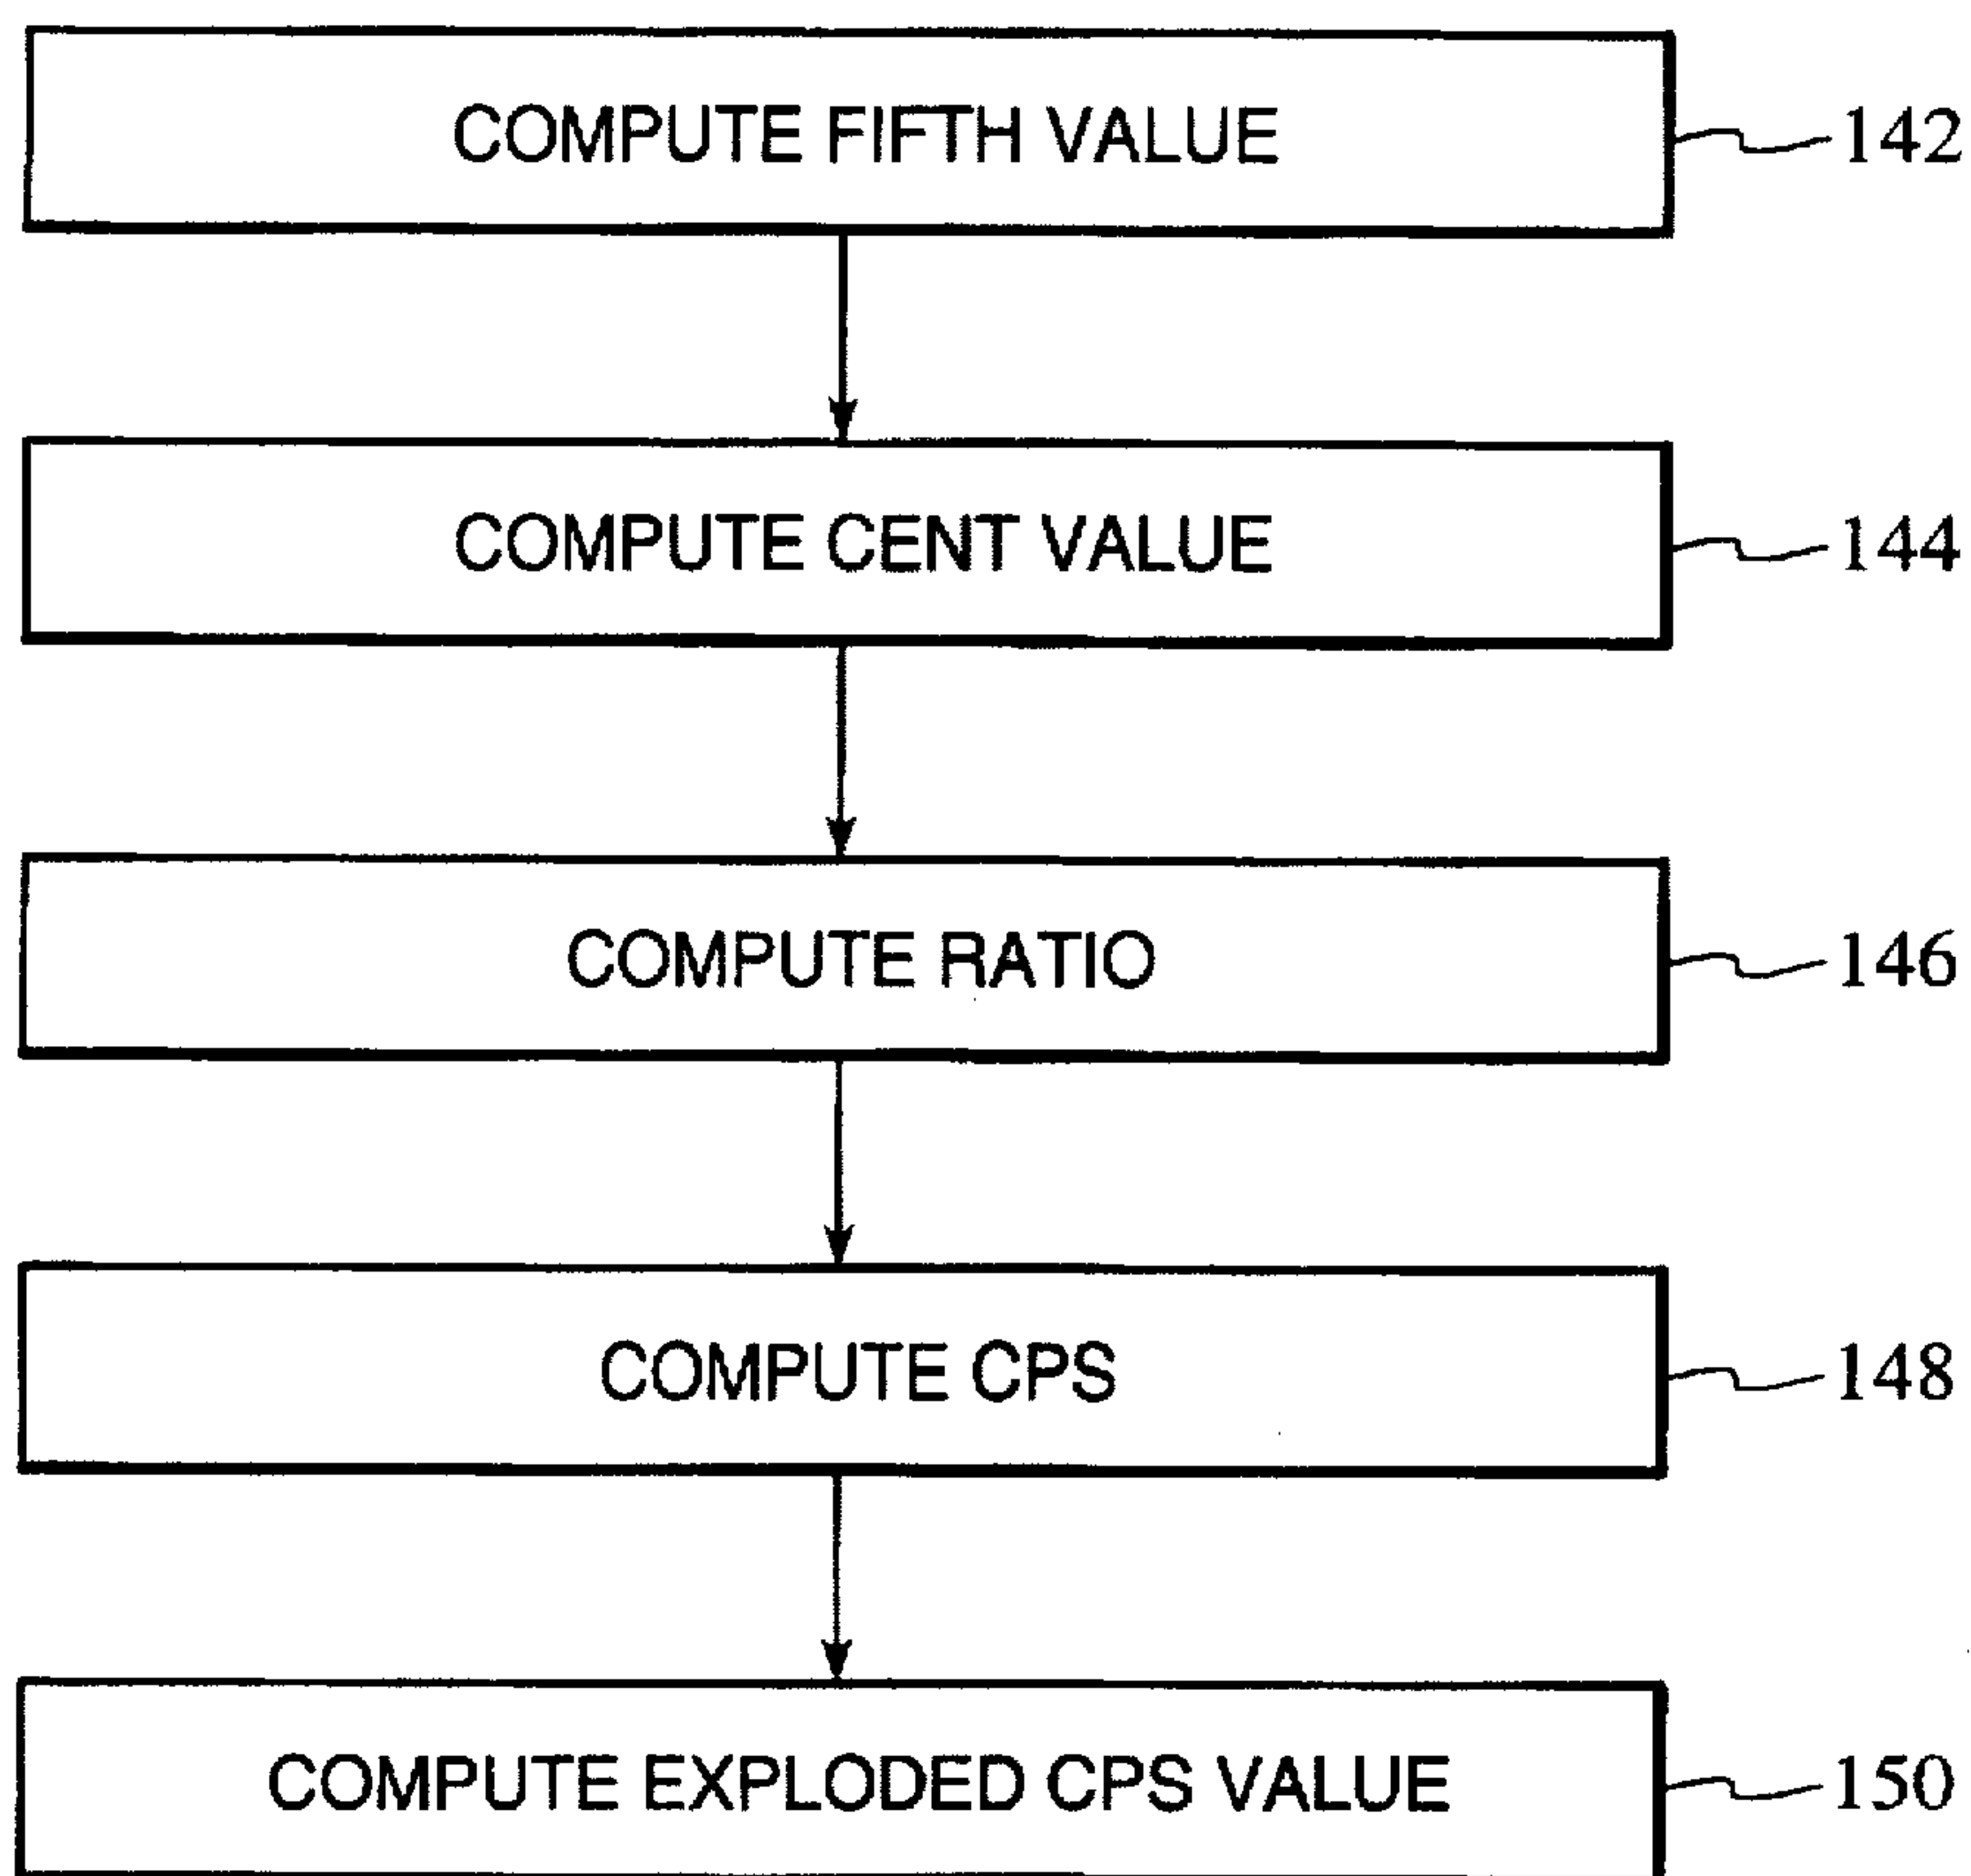 COMPUTE FIFTH VALUE 142
COMPUTE CENT VALUE 144
COMPUTE RATIO 146
COMPUTE CPS 148
COMPUTE EXPLODED CPS VALUE 150